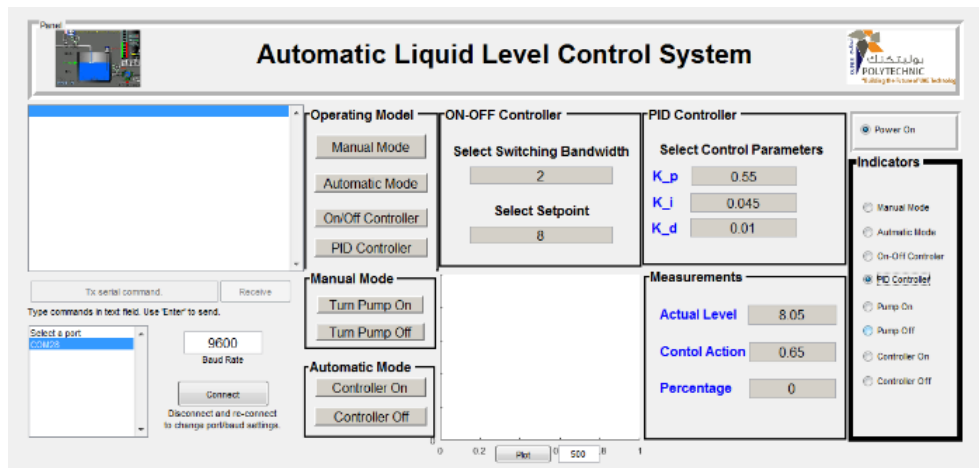 Panel
Automatic Liquid Level Control System
بوليتكنك
POLYTECHNIC
Operating Model
Manual Mode
Automatic Mode
On/Off Controller
PID Controller
ON-OFF Controller
Select Switching Bandwidth
2
Select Setpoint
8
PID Controller
Select Control Parameters
K_p 0.55
K_i 0.045
K_d 0.01
Power On
Indicators
Manual Mode
Autmatic Mode
On-Off Controler
PID Controller
Pump On
Pump Off
Controller On
Controller Off
Tx serial command. Receive
Type commands in text field. Use 'Enter' to send.
Select a port
COM28
9600
Baud Rate
Connect
Disconnect and re-connect
to change port/baud settings.
Manual Mode
Turn Pump On
Turn Pump Off
Automatic Mode
Controller On
Controller Off
Measurements
Actual Level 8.05
Contol Action 0.65
Percentage 0
0
0 0.2 Plot 0 500 .8 1